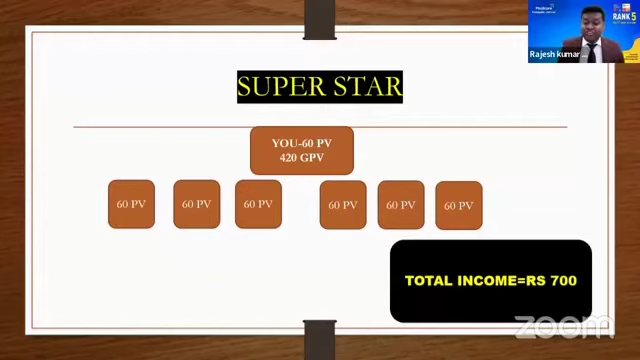 SUPER STAR
YOU-60 PV
420 GPV
60 PV
60 PV
60 PV
60 PV
60 PV
60 PV
TOTAL INCOME=RS 700
zoom
RANK 5
Rajesh kumar ...